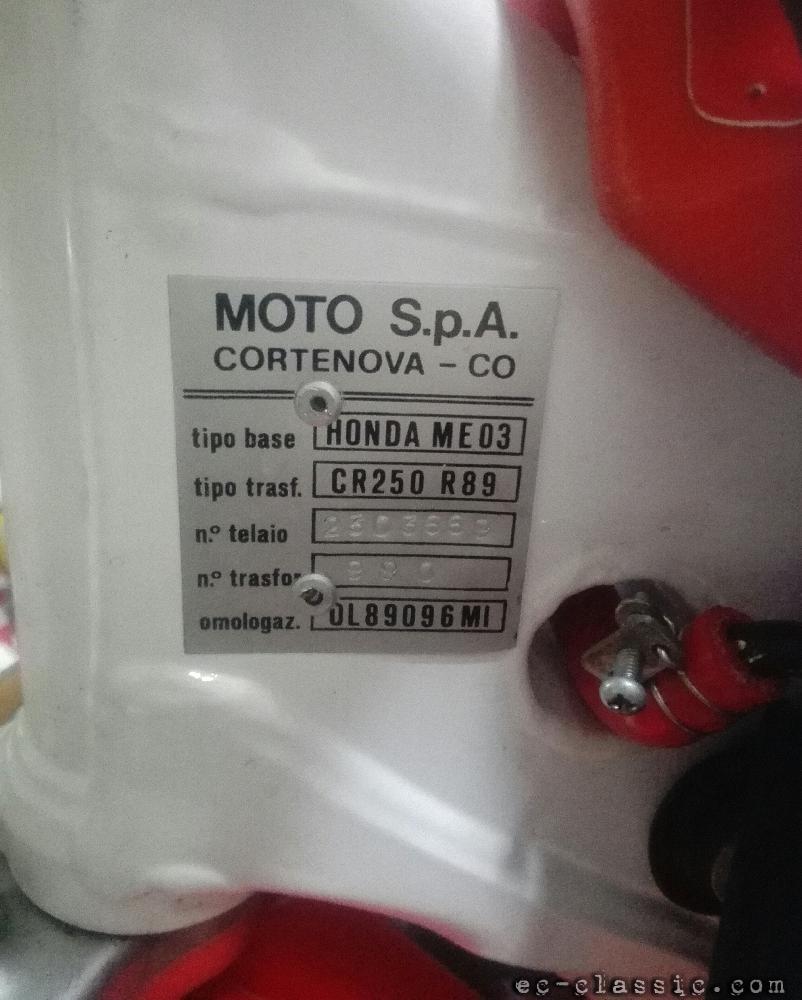 MOTO S.p.A.
CORTENOVA - CO
tipo base HONDA ME03
tipo trasf. CR250 R89
n.º telaio
n.º trasfor
omologaz. OL89096MI
ec-classic.com